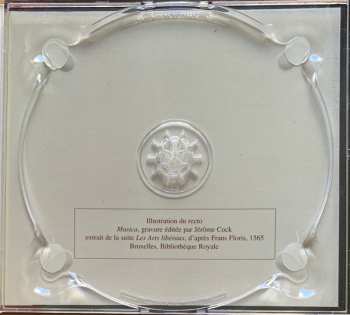 Illustration du recto
Musica, gravure éditée par Jérôme Cock
extrait de la suite Les Arts libéraux, d'après Frans Floris, 1565
Bruxelles, Bibliothèque Royale